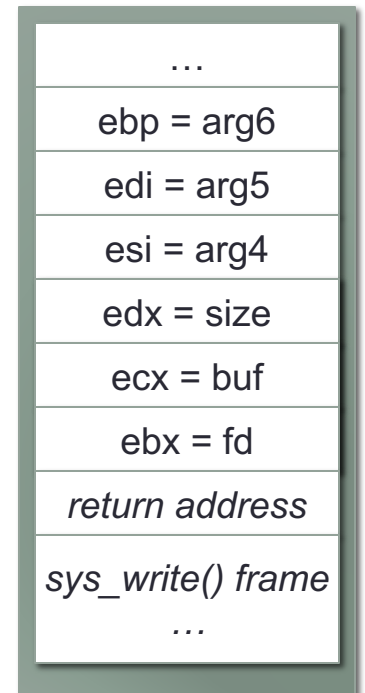 …
ebp = arg6
edi = arg5
esi = arg4
edx = size
ecx = buf
ebx = fd
return address
sys_write() frame
…